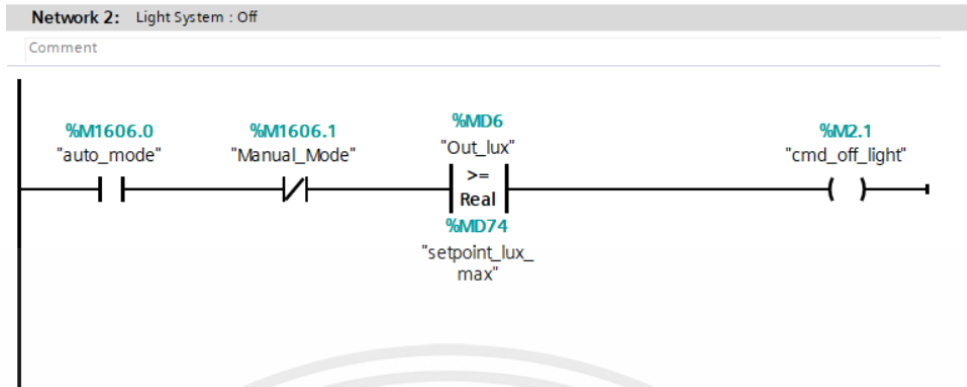 Network 2: Light System : Off
Comment
%M1606.0
"auto_mode"
%M1606.1
"Manual_Mode"
%MD6
"Out_lux"
>=
Real
%MD74
"setpoint_lux_
max"
%M2.1
"cmd_off_light"